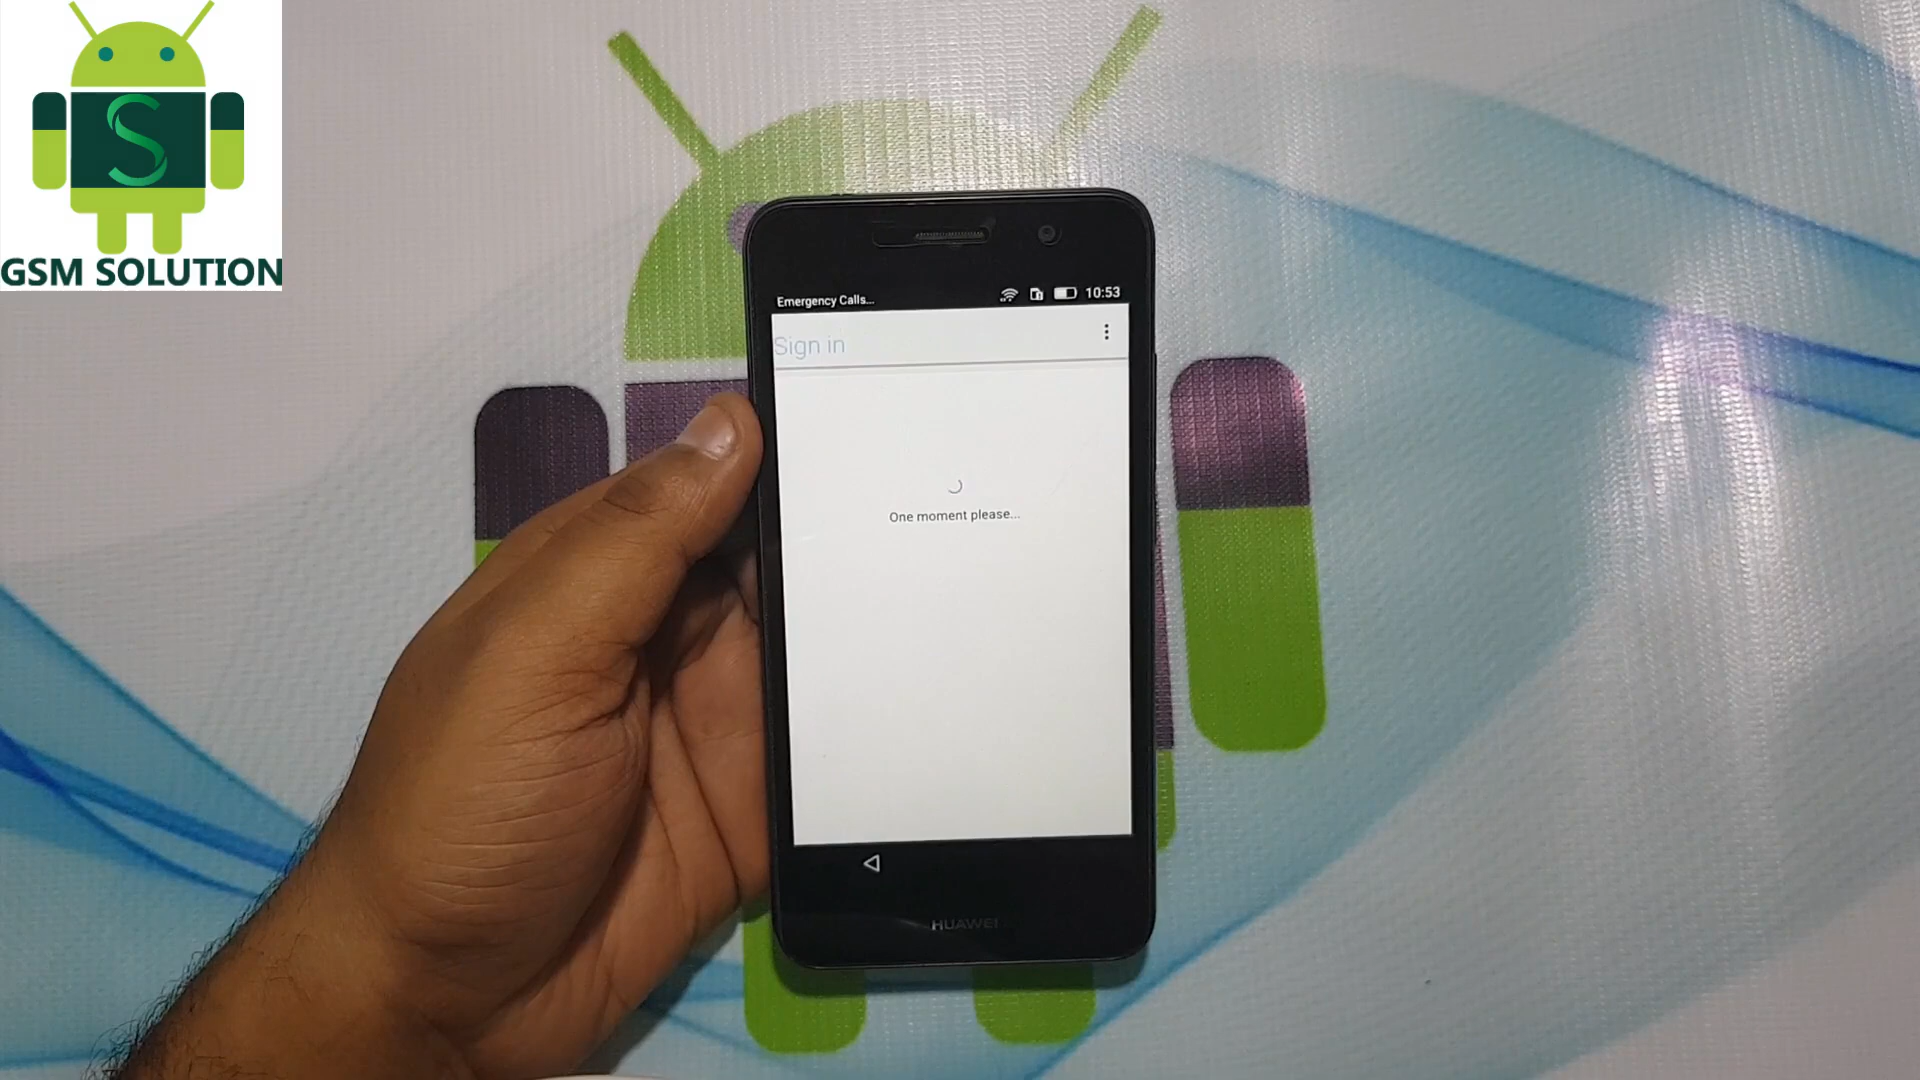 S
GSM SOLUTION
Emergency Calls... 10:53
Sign in
One moment please...
HUAWEI